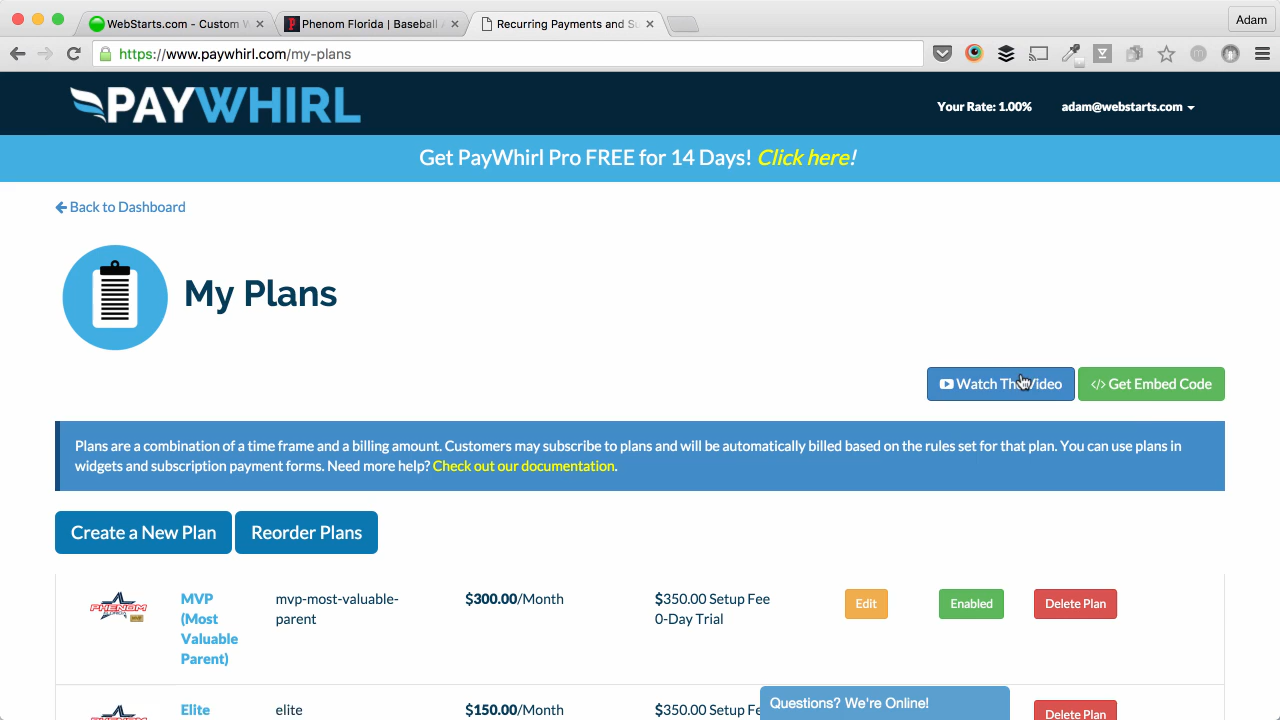 WebStarts.com - Custom W
Phenom Florida | Baseball A
Recurring Payments and Su
Adam
https://www.paywhirl.com/my-plans
PAYWHIRL
Your Rate: 1.00%
adam@webstarts.com
Get PayWhirl Pro FREE for 14 Days! Click here!
Back to Dashboard
My Plans
Watch Th Video
</> Get Embed Code
Plans are a combination of a time frame and a billing amount. Customers may subscribe to plans and will be automatically billed based on the rules set for that plan. You can use plans in
widgets and subscription payment forms. Need more help? Check out our documentation.
Create a New Plan
Reorder Plans
PHENOM
MVP
(Most
Valuable
Parent)
mvp-most-valuable-
parent
$300.00/Month
$350.00 Setup Fee
0-Day Trial
Edit
Enabled
Delete Plan
PHENOM
Elite
elite
$150.00/Month
$350.00 Setup Fe
Questions? We're Online!
Delete Plan